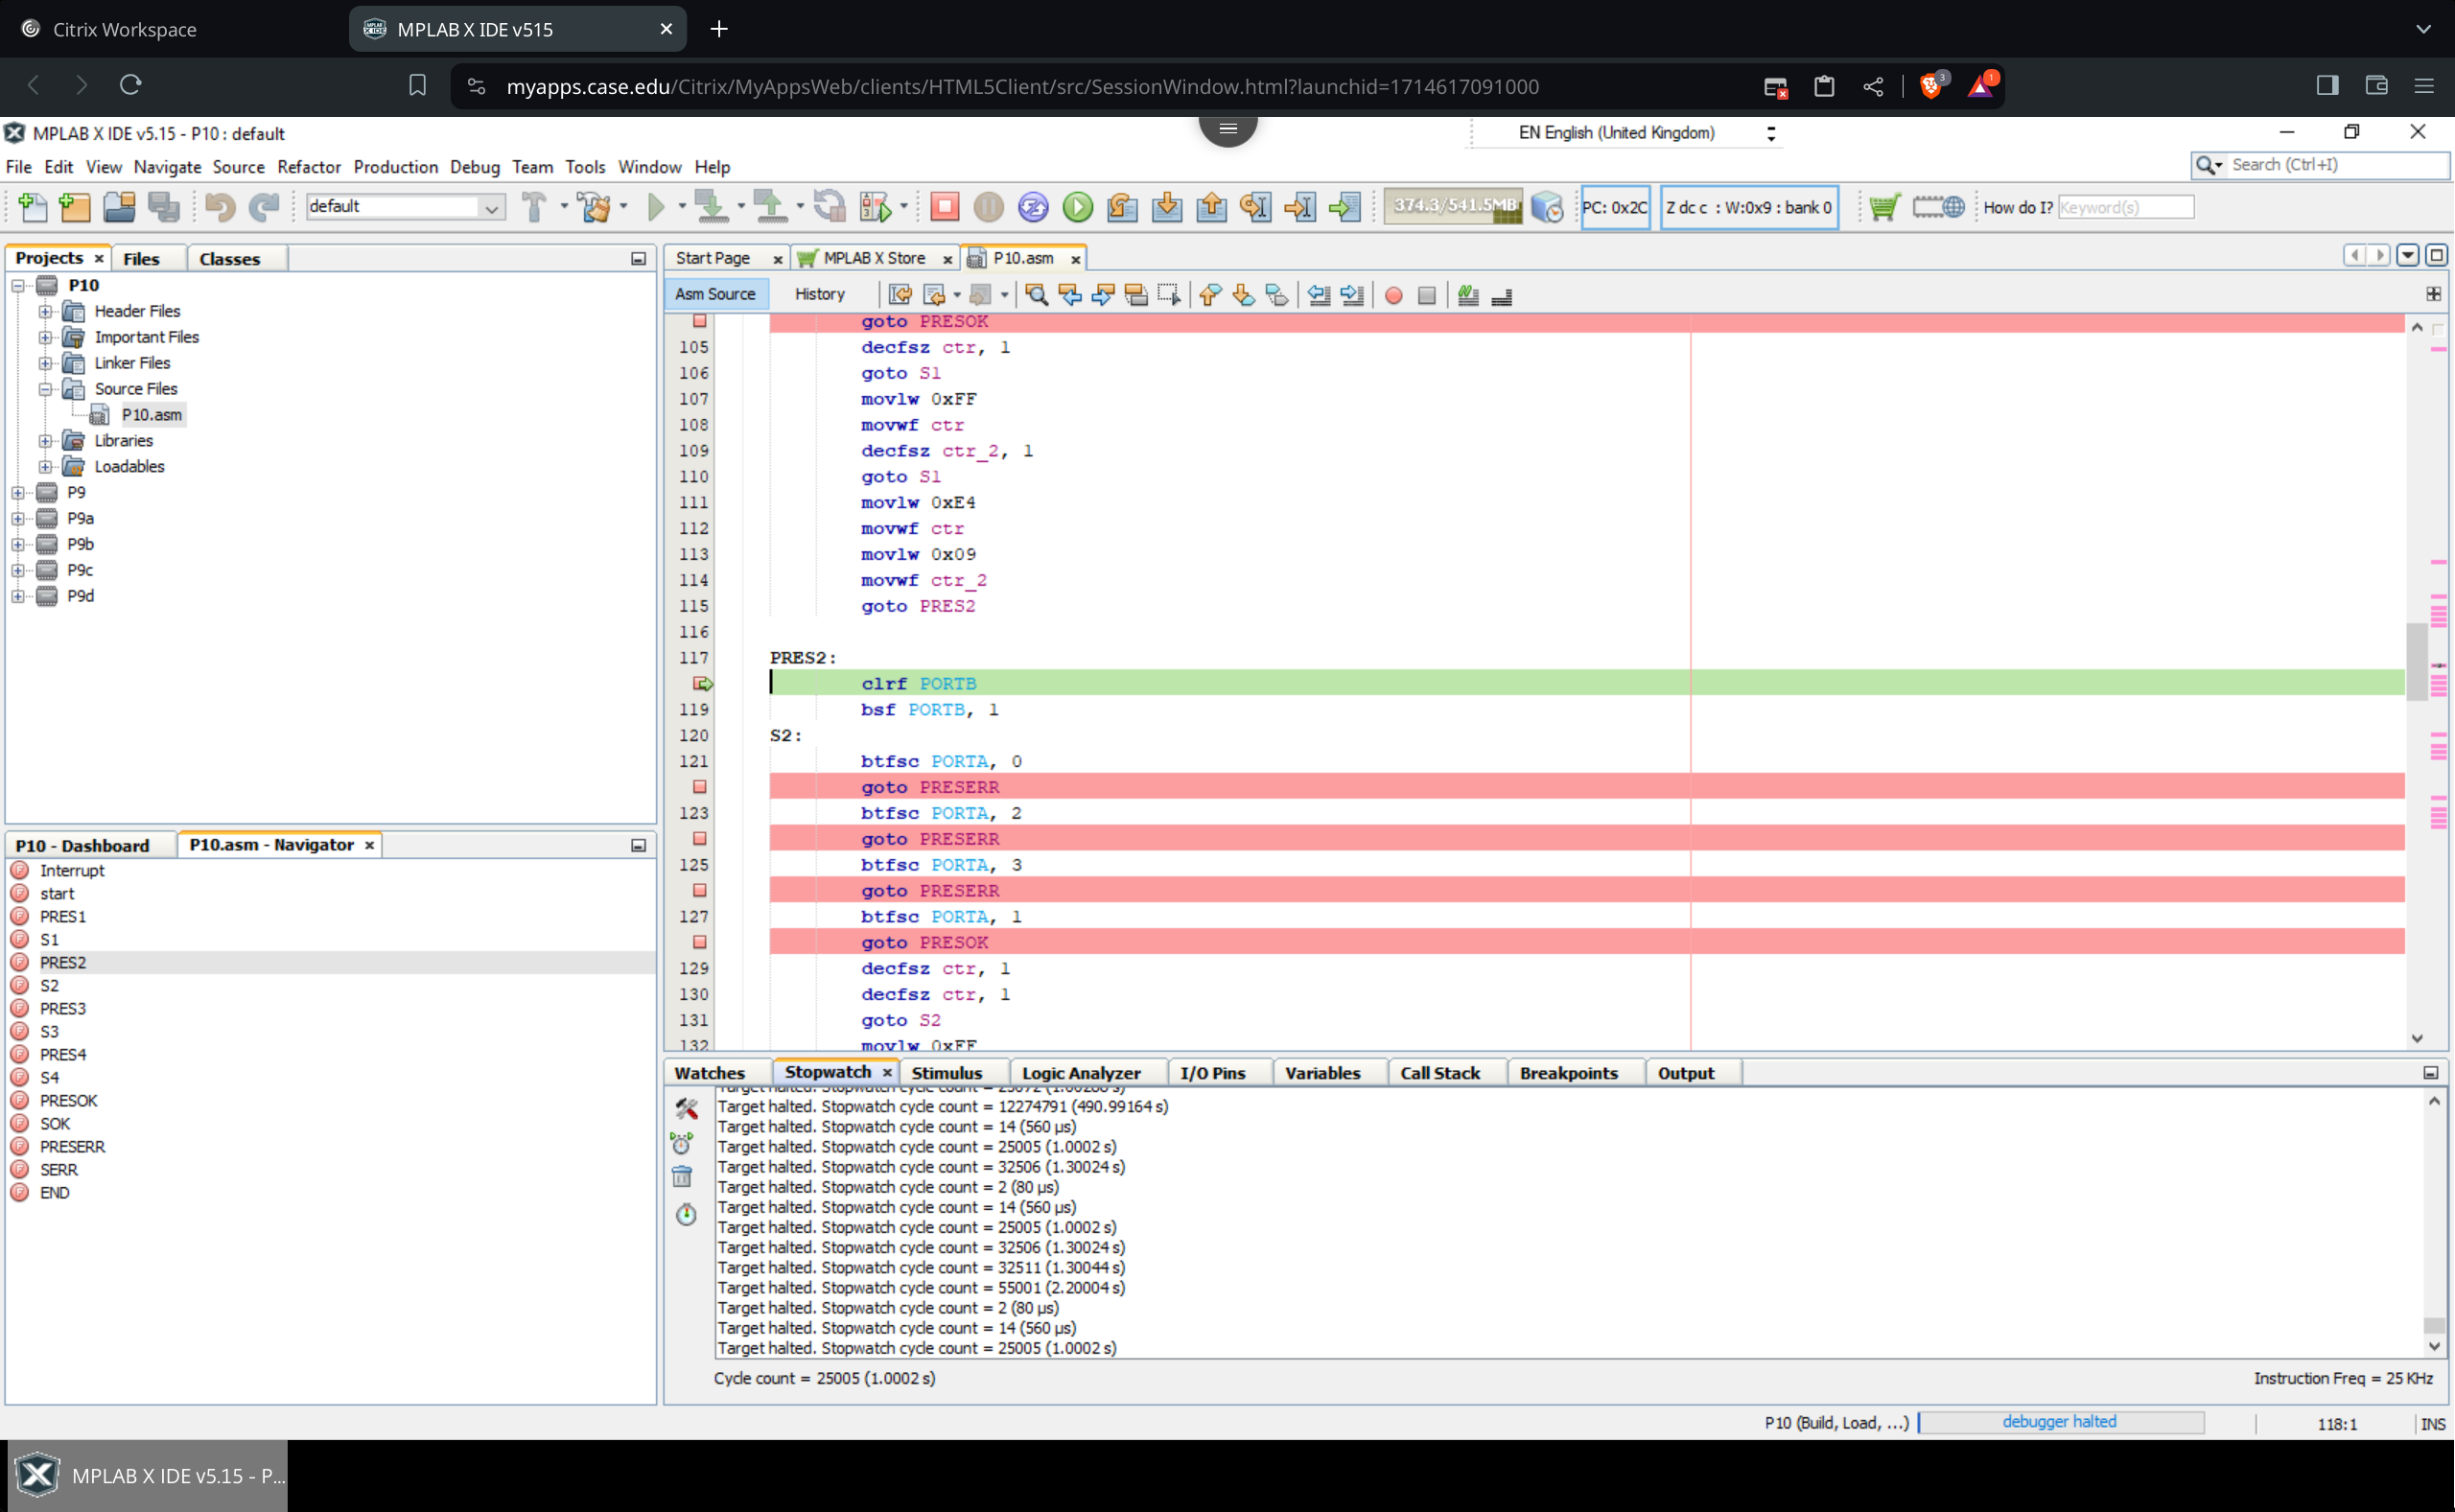 Citrix Workspace
MPLAB X IDE v515
myapps.case.edu/Citrix/MyAppsWeb/clients/HTML5Client/src/SessionWindow.html?launchid=1714617091000
3
1
MPLAB X IDE v5.15 - P10 : default
EN English (United Kingdom)
File Edit View Navigate Source Refactor Production Debug Team Tools Window Help
Search (Ctrl+I)
default
374.3/541.5MB
PC: 0x2C
Z dc c : W:0x9 : bank 0
How do I? Keyword(s)
Projects
Files
Classes
P10
Header Files
Important Files
Linker Files
Source Files
P10.asm
Libraries
Loadables
P9
P9a
P9b
P9c
P9d
P10 - Dashboard
P10.asm - Navigator
Interrupt
start
PRES1
S1
PRES2
S2
PRES3
S3
PRES4
S4
PRESOK
SOK
PRESERR
SERR
END
Start Page
MPLAB X Store
P10.asm
Asm Source
History
goto PRESOK
105 decfsz ctr, 1
106 goto S1
107 movlw 0xFF
108 movwf ctr
109 decfsz ctr_2, 1
110 goto S1
111 movlw 0xE4
112 movwf ctr
113 movlw 0x09
114 movwf ctr_2
115 goto PRES2
116
117 PRES2:
clrf PORTB
119 bsf PORTB, 1
120 S2:
121 btfsc PORTA, 0
goto PRESERR
123 btfsc PORTA, 2
goto PRESERR
125 btfsc PORTA, 3
goto PRESERR
127 btfsc PORTA, 1
goto PRESOK
129 decfsz ctr, 1
130 decfsz ctr, 1
131 goto S2
132 movlw 0xFF
Watches
Stopwatch
Stimulus
Logic Analyzer
I/O Pins
Variables
Call Stack
Breakpoints
Output
Target halted. Stopwatch cycle count = 12274791 (490.99164 s)
Target halted. Stopwatch cycle count = 14 (560 µs)
Target halted. Stopwatch cycle count = 25005 (1.0002 s)
Target halted. Stopwatch cycle count = 32506 (1.30024 s)
Target halted. Stopwatch cycle count = 2 (80 µs)
Target halted. Stopwatch cycle count = 14 (560 µs)
Target halted. Stopwatch cycle count = 25005 (1.0002 s)
Target halted. Stopwatch cycle count = 32506 (1.30024 s)
Target halted. Stopwatch cycle count = 32511 (1.30044 s)
Target halted. Stopwatch cycle count = 55001 (2.20004 s)
Target halted. Stopwatch cycle count = 2 (80 µs)
Target halted. Stopwatch cycle count = 14 (560 µs)
Target halted. Stopwatch cycle count = 25005 (1.0002 s)
Cycle count = 25005 (1.0002 s)
Instruction Freq = 25 KHz
P10 (Build, Load, ...)
debugger halted
118:1
INS
MPLAB X IDE v5.15 - P...